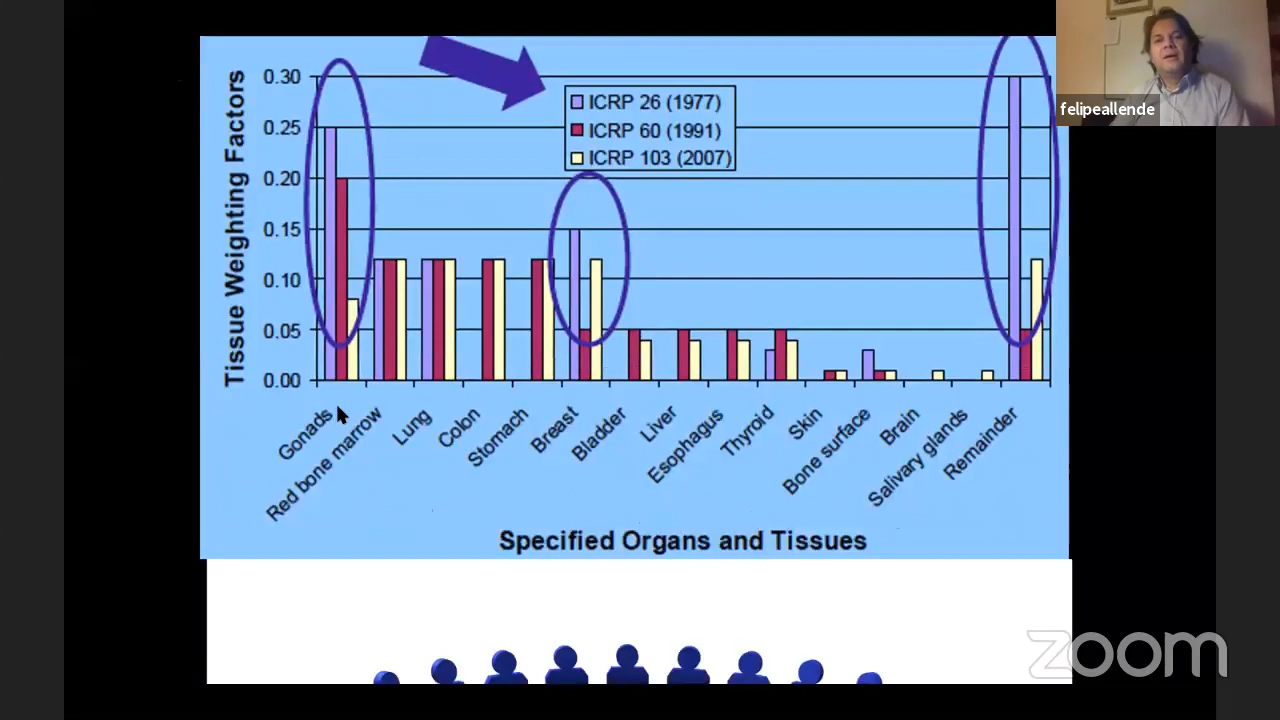 felipeallende
Tissue Weighting Factors
0.30
0.25
0.20
0.15
0.10
0.05
0.00
ICRP 26 (1977)
ICRP 60 (1991)
ICRP 103 (2007)
Gonads
Red bone marrow
Lung
Colon
Stomach
Breast
Bladder
Liver
Esophagus
Thyroid
Skin
Bone surface
Brain
Salivary glands
Remainder
Specified Organs and Tissues
zoom